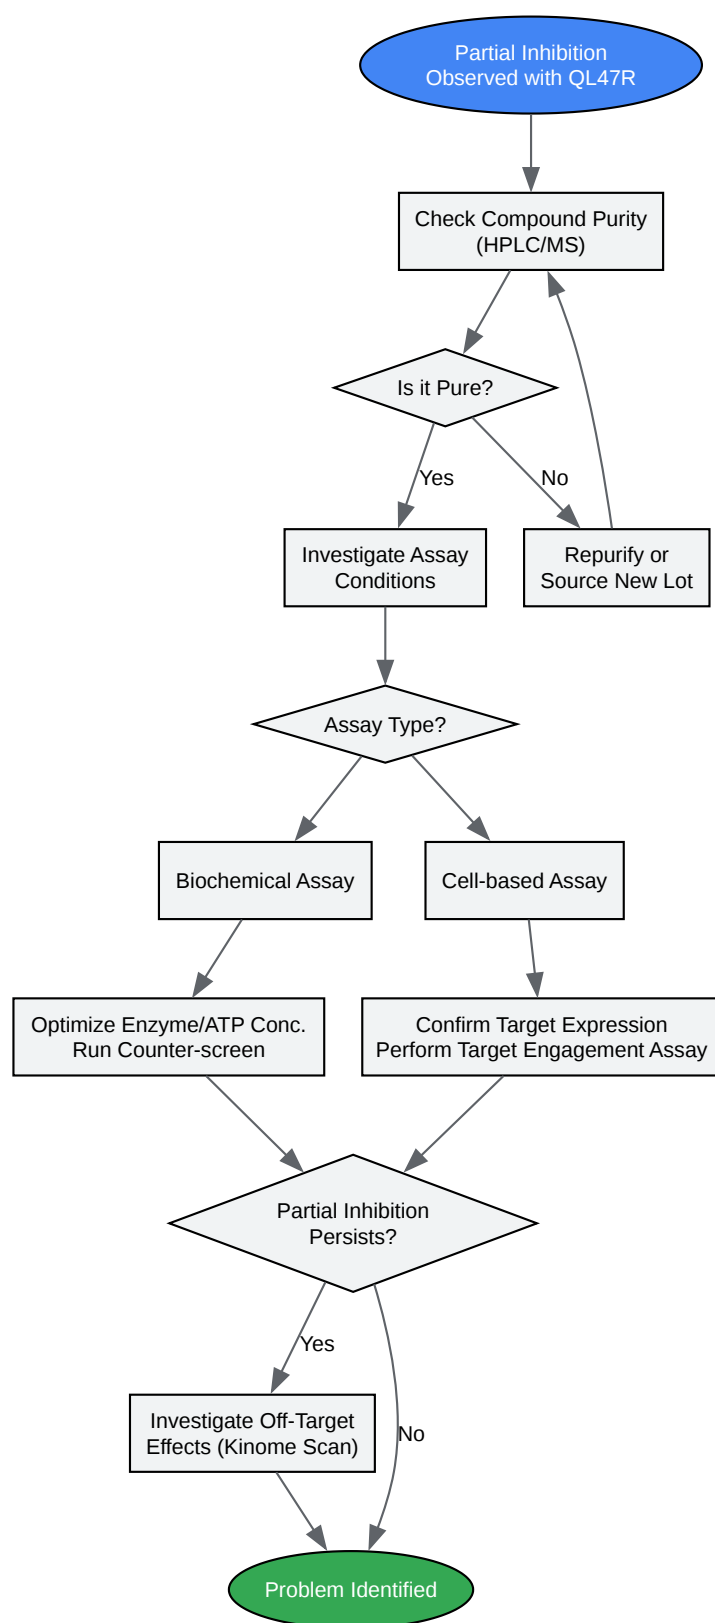 Partial Inhibition
Observed with QL47R
Check Compound Purity
(HPLC/MS)
Is it Pure?
Yes
No
Investigate Assay
Conditions
Repurify or
Source New Lot
Assay Type?
Biochemical Assay
Cell-based Assay
Optimize Enzyme/ATP Conc.
Run Counter-screen
Confirm Target Expression
Perform Target Engagement Assay
Partial Inhibition
Persists?
Yes
No
Investigate Off-Target
Effects (Kinome Scan)
Problem Identified